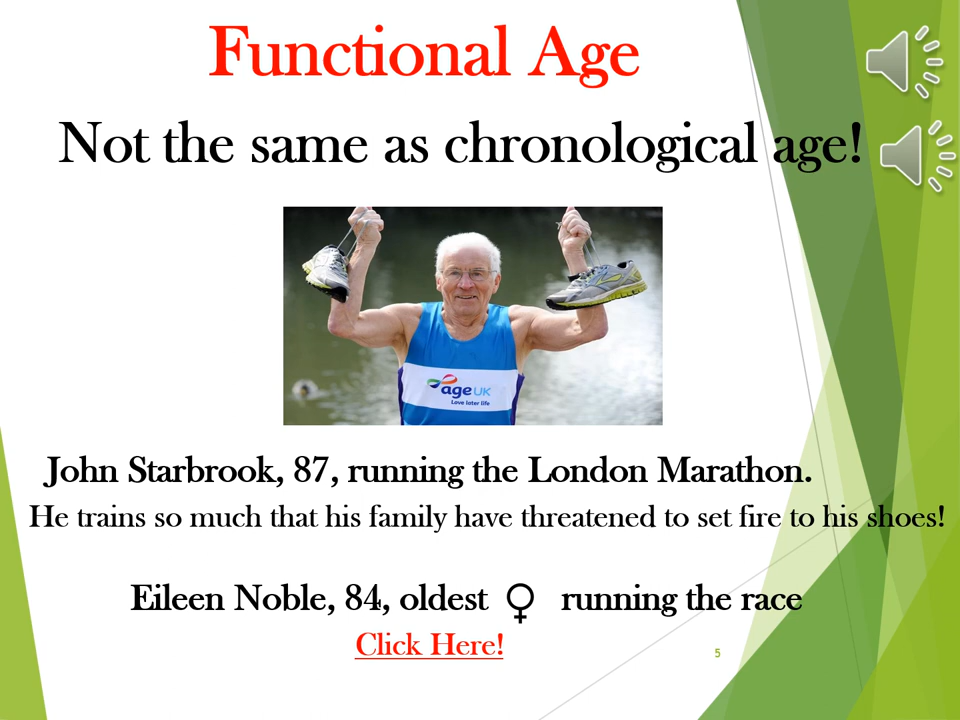 Functional Age
Not the same as chronological age!
age UK
Love later life
John Starbrook, 87, running the London Marathon.
He trains so much that his family have threatened to set fire to his shoes!
Eileen Noble, 84, oldest ♀ running the race
Click Here!
5